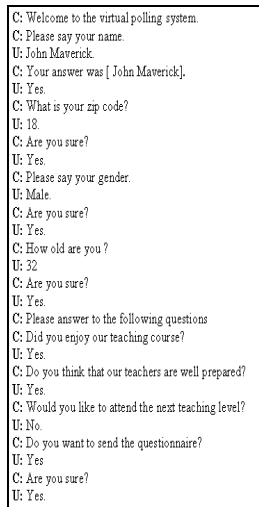 C: Welcome to the virtual polling system.
C: Please say your name.
U: John Maverick.
C: Your answer was [ John Maverick].
U: Yes.
C: What is your zip code?
U: 18.
C: Are you sure?
U: Yes.
C: Please say your gender.
U: Male.
C: Are you sure?
U: Yes.
C: How old are you ?
U: 32
C: Are you sure?
U: Yes.
C: Please answer to the following questions
C: Did you enjoy our teaching course?
U: Yes.
C: Do you think that our teachers are well prepared?
U: Yes.
C: Would you like to attend the next teaching level?
U: No.
C: Do you want to send the questionnaire?
U: Yes
C: Are you sure?
U: Yes.